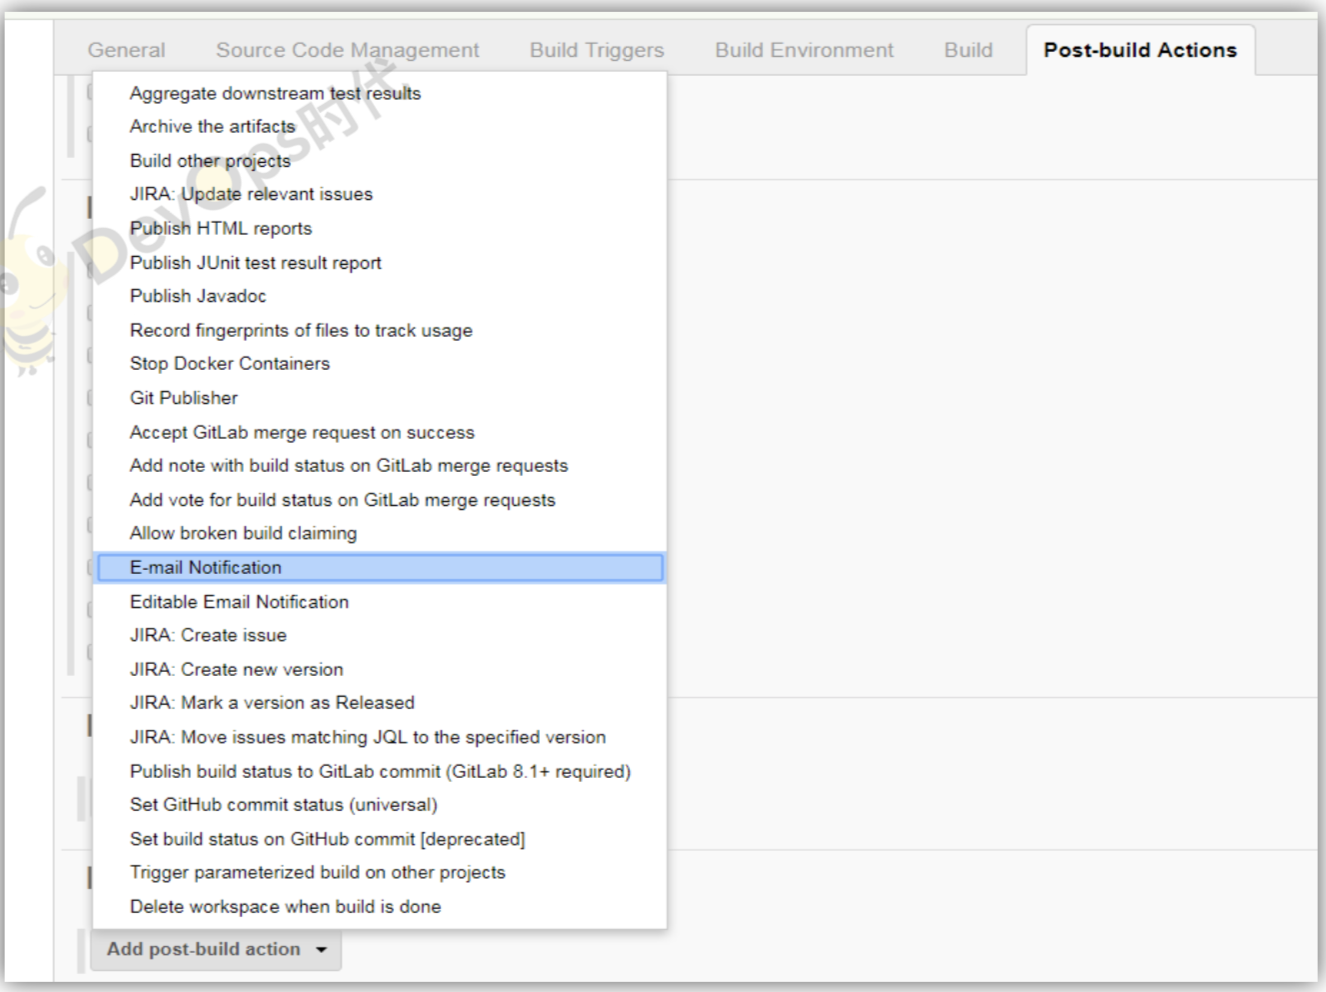 General Source Code Management Build Triggers Build Environment Build Post-build Actions
Aggregate downstream test results
Archive the artifacts
Build other projects
JIRA: Update relevant issues
Publish HTML reports
Publish JUnit test result report
Publish Javadoc
Record fingerprints of files to track usage
Stop Docker Containers
Git Publisher
Accept GitLab merge request on success
Add note with build status on GitLab merge requests
Add vote for build status on GitLab merge requests
Allow broken build claiming
E-mail Notification
Editable Email Notification
JIRA: Create issue
JIRA: Create new version
JIRA: Mark a version as Released
JIRA: Move issues matching JQL to the specified version
Publish build status to GitLab commit (GitLab 8.1+ required)
Set GitHub commit status (universal)
Set build status on GitHub commit [deprecated]
Trigger parameterized build on other projects
Delete workspace when build is done
Add post-build action
DevOps时代